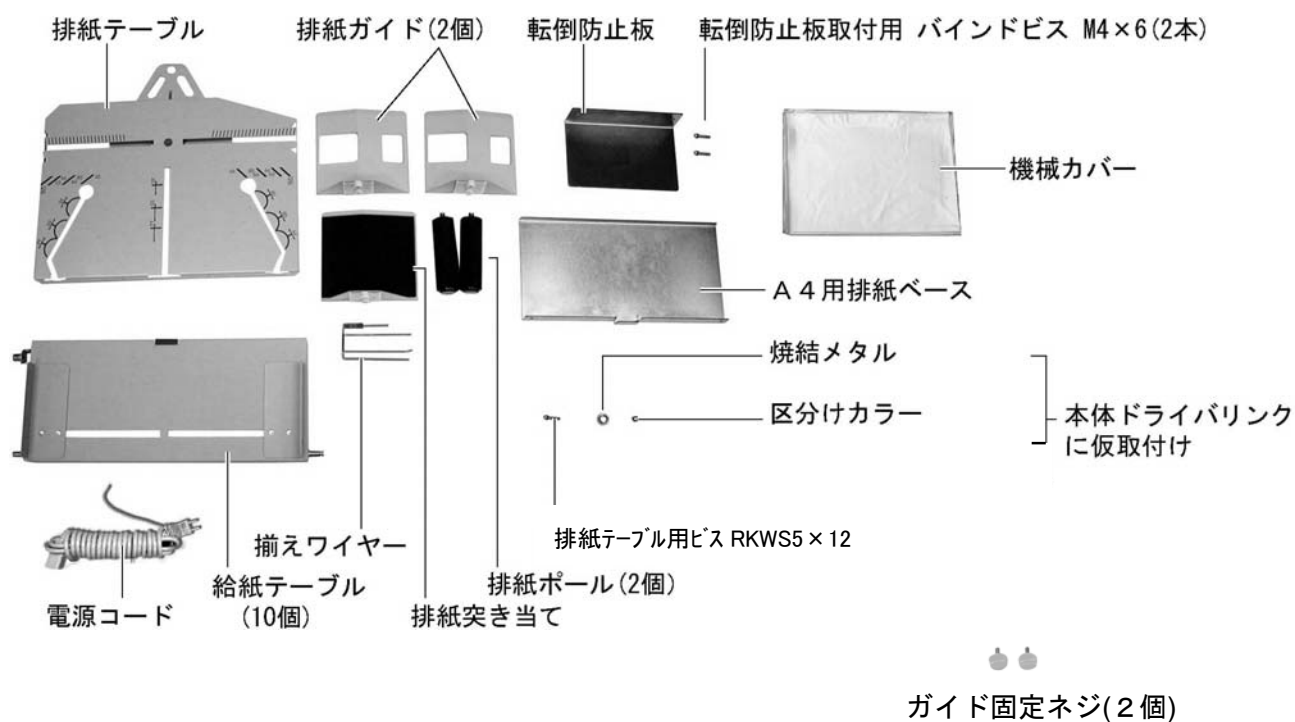 排紙テーブル
排紙ガイド(2個)
転倒防止板
転倒防止板取付用 バインドビス M4×6(2本)
機械カバー
A4用排紙ベース
焼結メタル
区分けカラー
本体ドライバリンク
に仮取付け
排紙テーブル用ビス RKWS5×12
揃えワイヤー
排紙ポール(2個)
給紙テーブル
(10個)
排紙突き当て
電源コード
ガイド固定ネジ(2個)